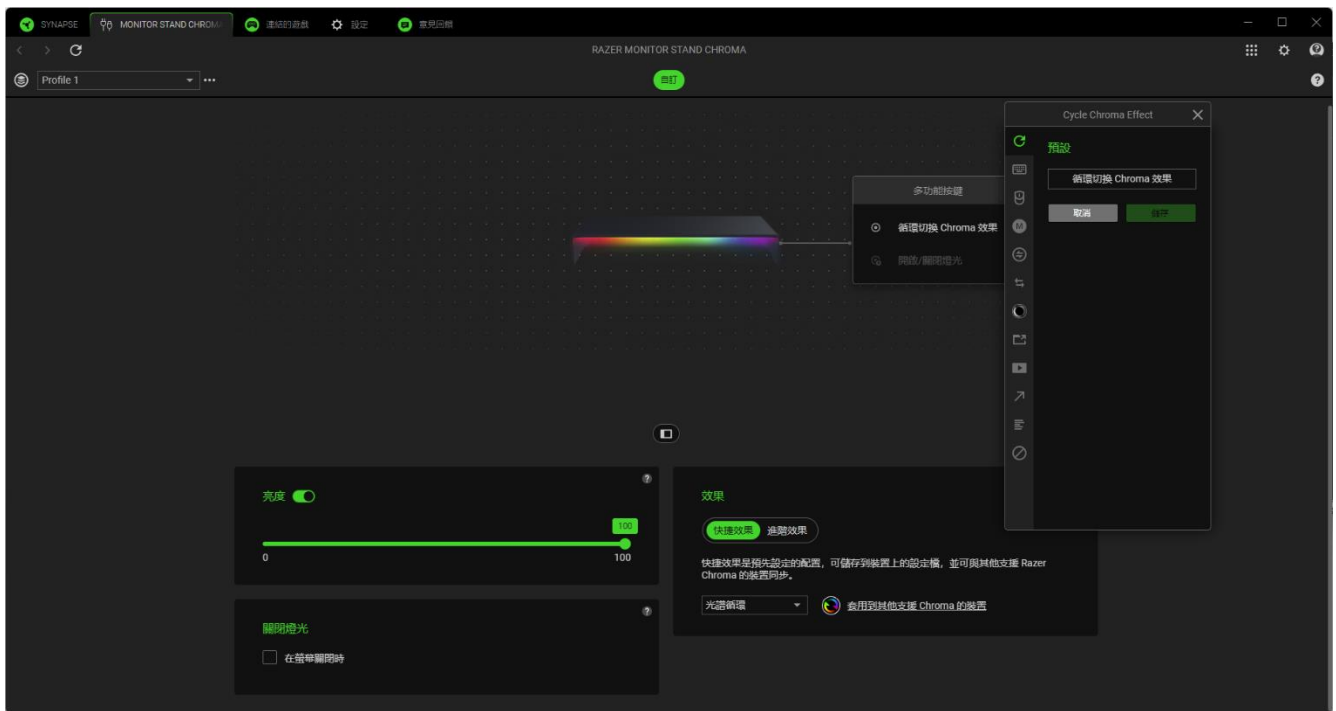 SYNAPSE
MONITOR STAND CHROMA
連結的遊戲
設定
意見回饋
RAZER MONITOR STAND CHROMA
Profile 1
自訂
Cycle Chroma Effect
預設
循環切換 Chroma 效果
取消
儲存
多功能按鍵
循環切換 Chroma 效果
開啟/關閉燈光
亮度
100
0
100
效果
快捷效果
進階效果
快捷效果是預先設定的配置，可儲存到裝置上的設定檔，並可與其他支援 Razer
Chroma 的裝置同步。
光譜循環
套用到其他支援 Chroma 的裝置
關閉燈光
在螢幕關閉時